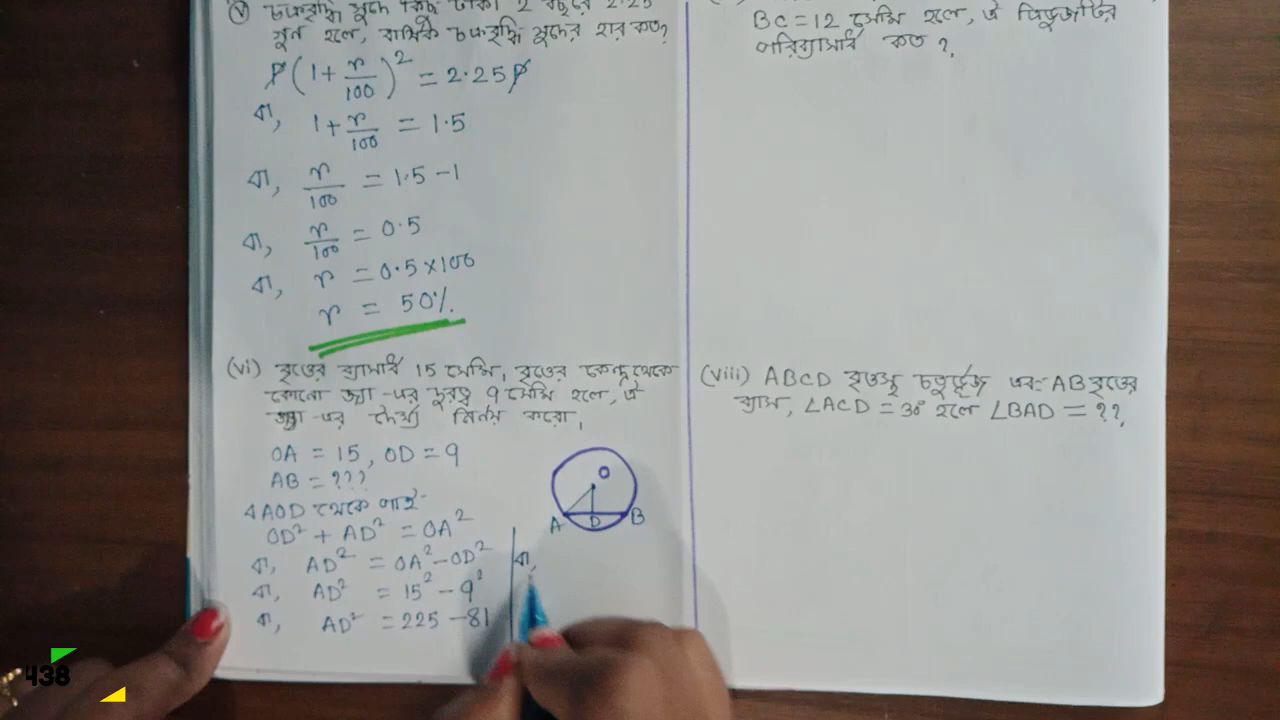 (v) চক্রবৃদ্ধি সুদে কিছু টাকা 2 বছরে 2.25
গুন হলে, বার্ষিক চক্রবৃদ্ধি সুদের হার কত?
P(1+r/100)² = 2.25P
বা, 1+r/100 = 1.5
বা, r/100 = 1.5-1
বা, r/100 = 0.5
বা, r = 0.5×100
r = 50%.
(vi) বৃত্তের ব্যাসার্ধ 15 সেমি, বৃত্তের কেন্দ্র থেকে
কোনো জ্যা-এর দূরত্ব 9 সেমি হলে, ঐ
জ্যা-এর দৈর্ঘ্য নির্নয় করো,
OA = 15, OD = 9
AB = ???
△AOD থেকে পাই-
OD² + AD² = OA²
বা, AD² = OA²-OD²
বা, AD² = 15² - 9²
বা, AD² = 225 - 81
বা,
O
A D B
BC = 12 সেমি হলে, ঐ ত্রিভুজটির
পরিব্যাসার্ধ কত?
(viii) ABCD বৃত্তস্থ চতুর্ভুজ এবং AB বৃত্তের
ব্যাস, ∠ACD = 30° হলে ∠BAD = ??
438